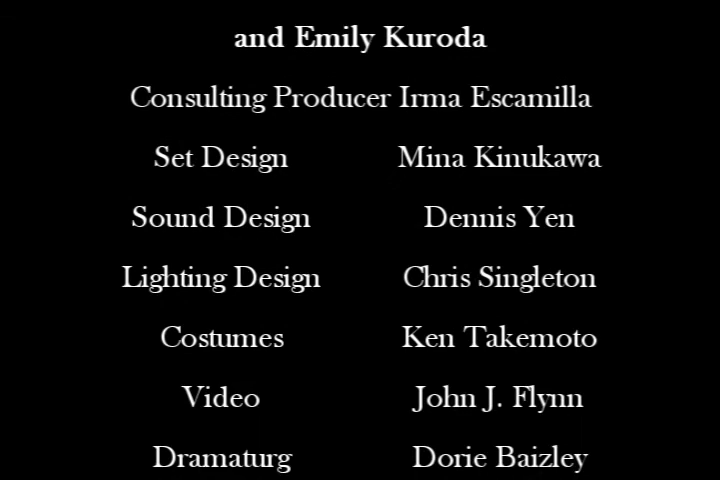 and Emily Kuroda
Consulting Producer Irma Escamilla
Set Design Mina Kinukawa
Sound Design Dennis Yen
Lighting Design Chris Singleton
Costumes Ken Takemoto
Video John J. Flynn
Dramaturg Dorie Baizley